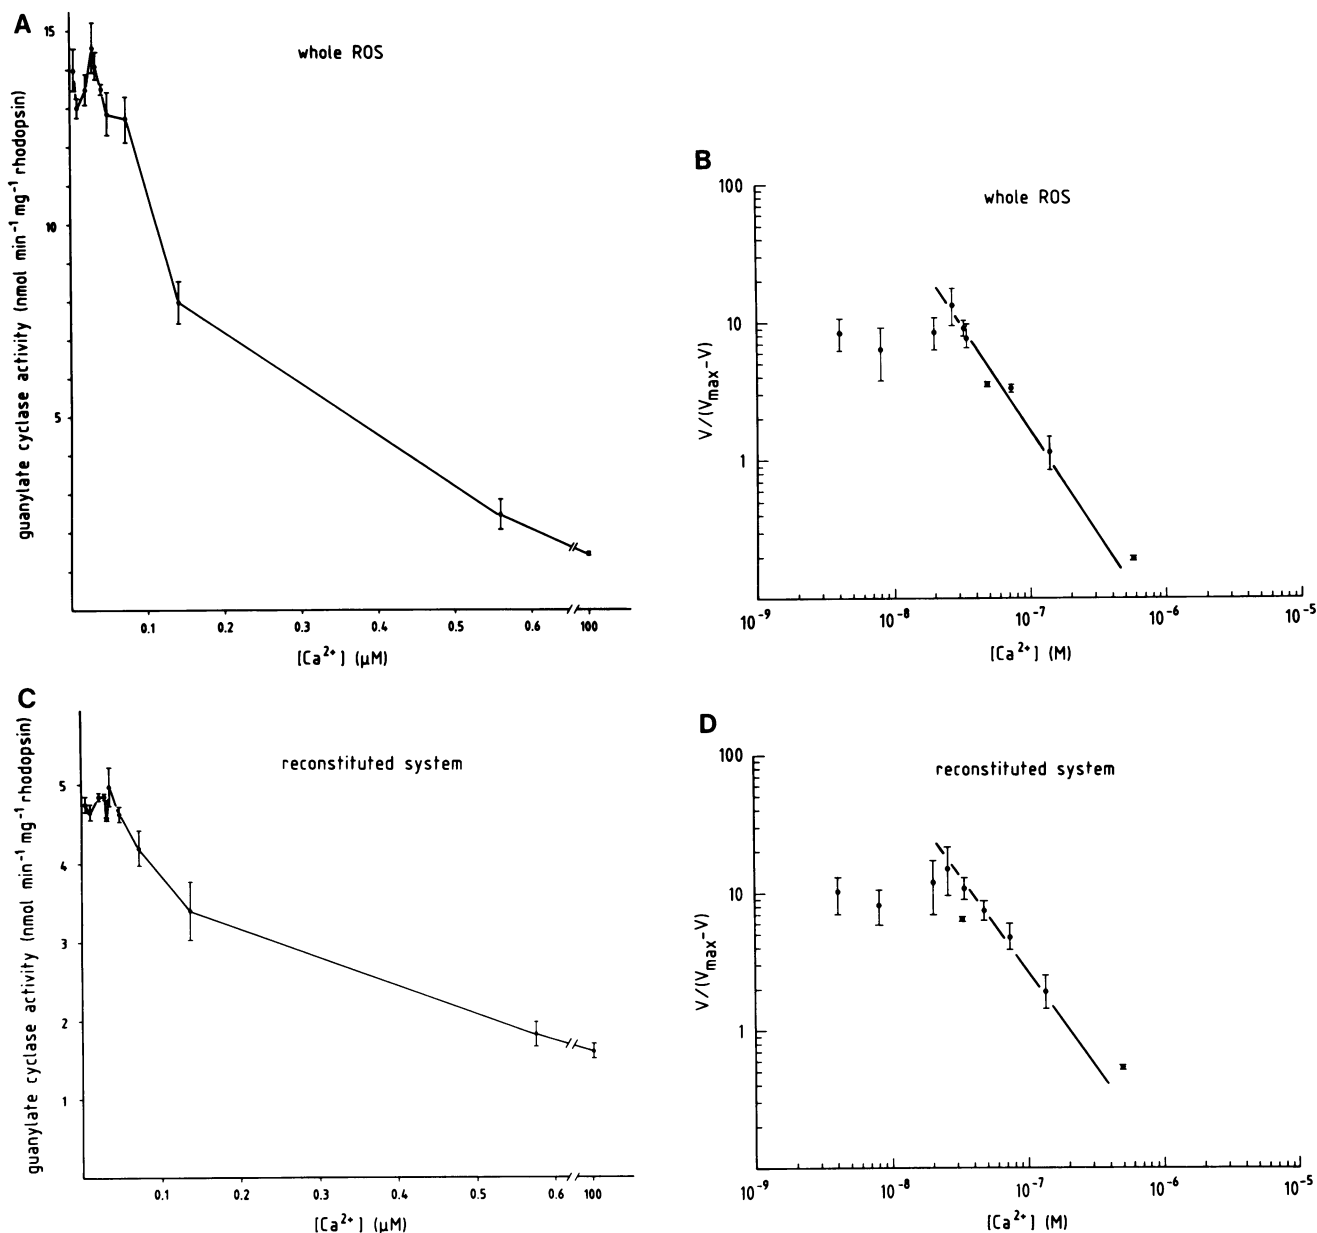 A
whole ROS
15
10
5
guanylate cyclase activity (nmol min⁻¹ mg⁻¹ rhodopsin)
0.1 0.2 0.3 0.4 0.5 0.6 100
[Ca²⁺] (µM)
B
whole ROS
100
10
1
V/(Vmax-V)
10⁻⁹ 10⁻⁸ 10⁻⁷ 10⁻⁶ 10⁻⁵
[Ca²⁺] (M)
C
reconstituted system
5
4
3
2
1
guanylate cyclase activity (nmol min⁻¹ mg⁻¹ rhodopsin)
0.1 0.2 0.3 0.4 0.5 0.6 100
[Ca²⁺] (µM)
D
reconstituted system
100
10
1
V/(Vmax-V)
10⁻⁹ 10⁻⁸ 10⁻⁷ 10⁻⁶ 10⁻⁵
[Ca²⁺] (M)